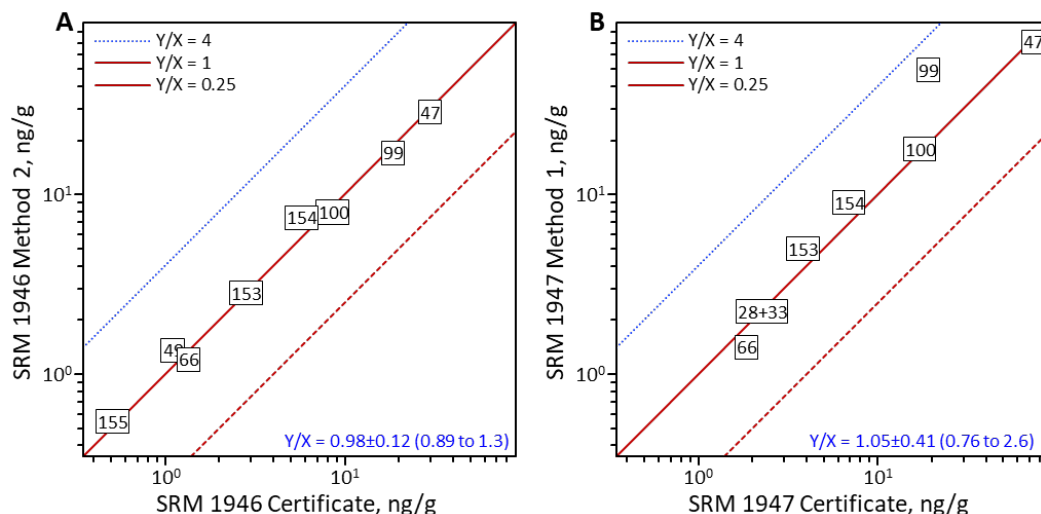 A
Y/X = 4
Y/X = 1
Y/X = 0.25
47
99
100
154
153
49
66
155
10¹
10⁰
SRM 1946 Method 2, ng/g
Y/X = 0.98±0.12 (0.89 to 1.3)
10⁰ 10¹
SRM 1946 Certificate, ng/g
B
Y/X = 4
Y/X = 1
Y/X = 0.25
47
99
100
154
153
28+33
66
10¹
10⁰
SRM 1947 Method 1, ng/g
Y/X = 1.05±0.41 (0.76 to 2.6)
10⁰ 10¹
SRM 1947 Certificate, ng/g